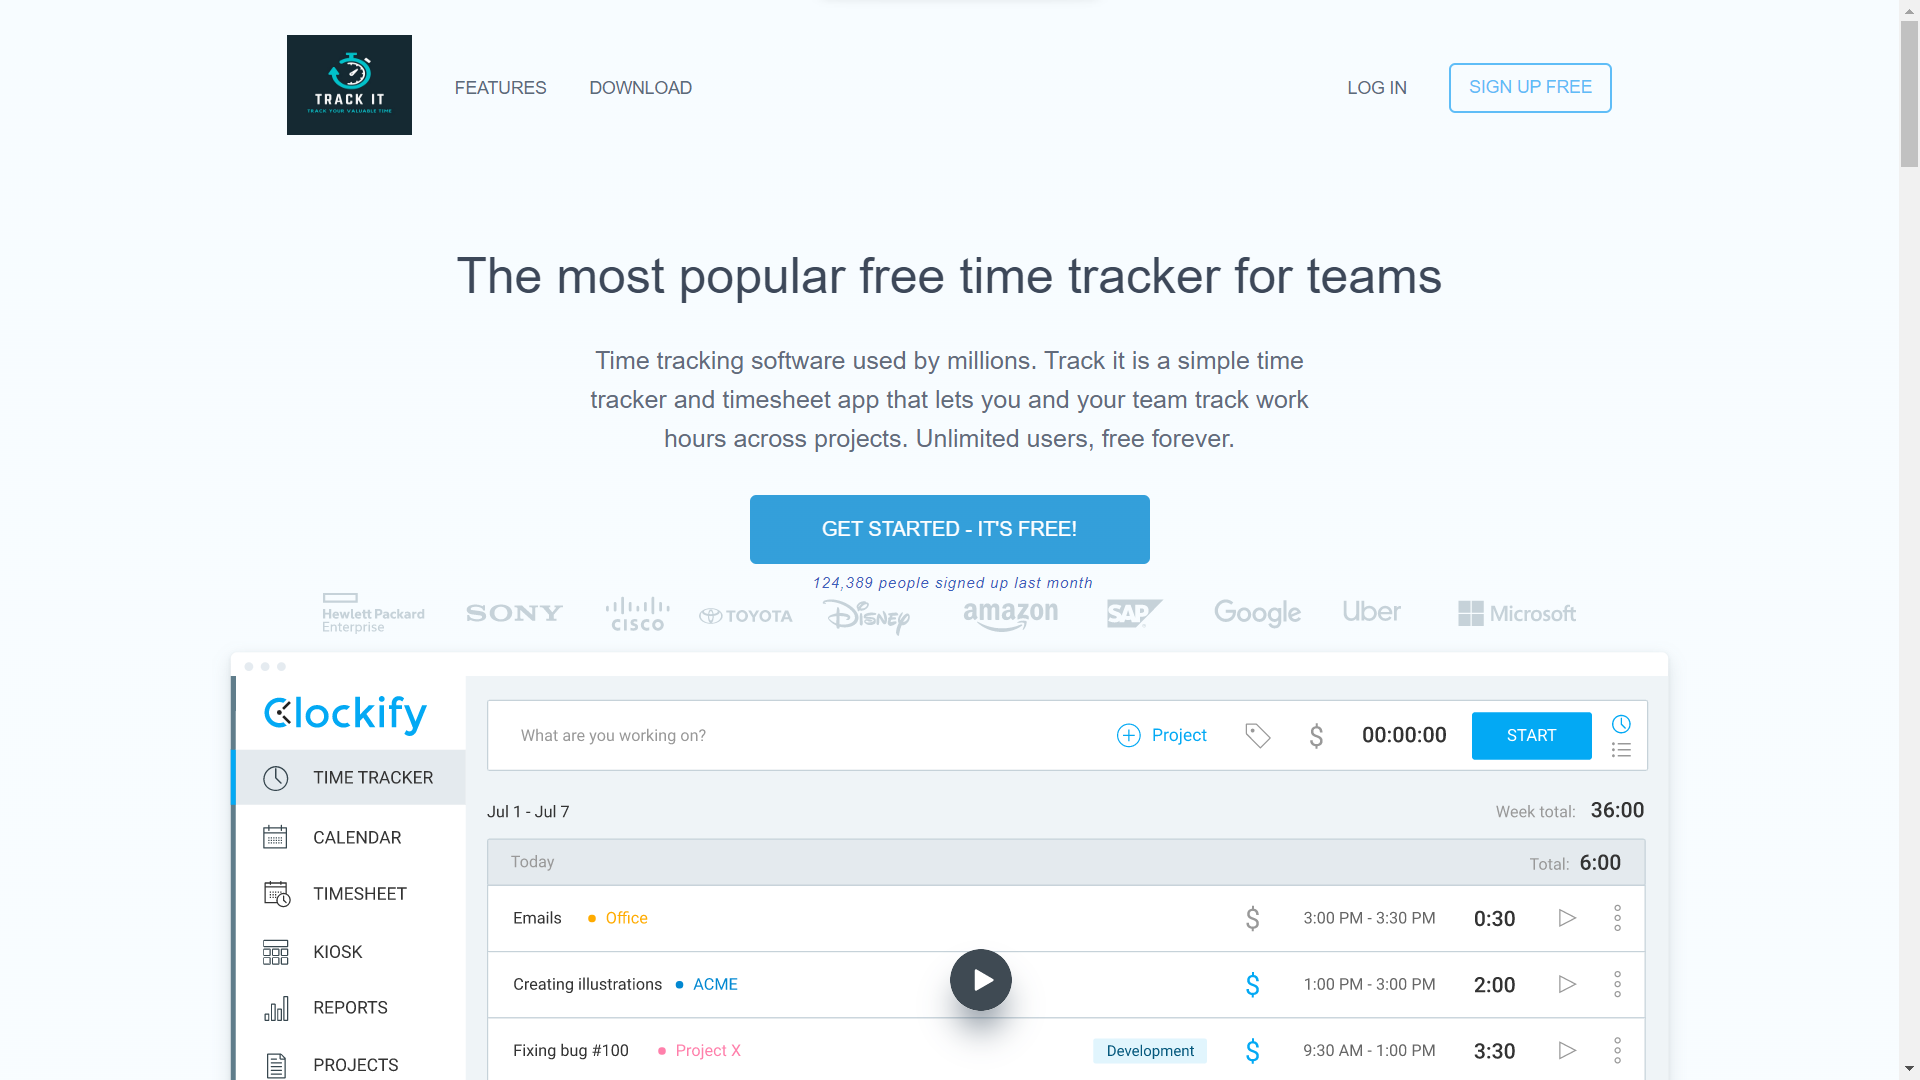 TRACK IT
TRACK YOUR VALUABLE TIME
FEATURES
DOWNLOAD
LOG IN
SIGN UP FREE
The most popular free time tracker for teams
Time tracking software used by millions. Track it is a simple time
tracker and timesheet app that lets you and your team track work
hours across projects. Unlimited users, free forever.
GET STARTED - IT'S FREE!
124,389 people signed up last month
Hewlett Packard
Enterprise
SONY
CISCO
TOYOTA
Disney
amazon
SAP
Google
Uber
Microsoft
Clockify
TIME TRACKER
CALENDAR
TIMESHEET
KIOSK
REPORTS
PROJECTS
What are you working on?
Project
$
00:00:00
START
Jul 1 - Jul 7
Week total: 36:00
Today
Total: 6:00
Emails
Office
$
3:00 PM - 3:30 PM
0:30
Creating illustrations
ACME
$
1:00 PM - 3:00 PM
2:00
Fixing bug #100
Project X
Development
$
9:30 AM - 1:00 PM
3:30